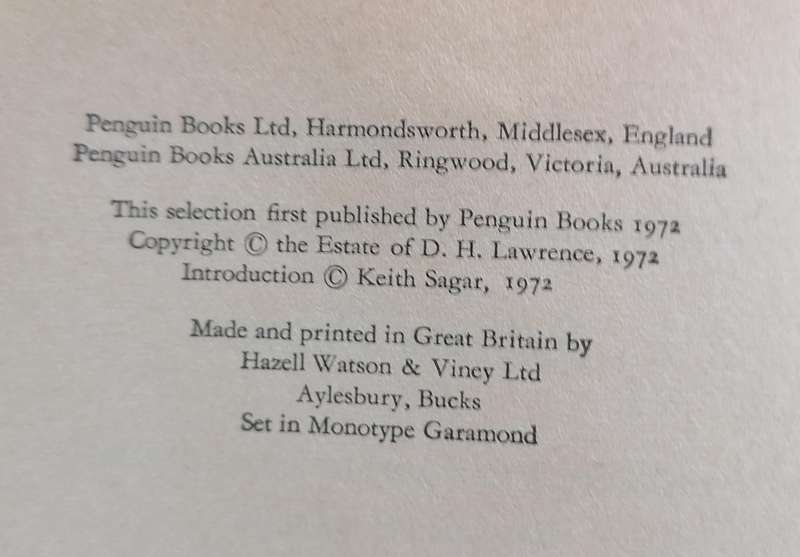 Penguin Books Ltd, Harmondsworth, Middlesex, England
Penguin Books Australia Ltd, Ringwood, Victoria, Australia
This selection first published by Penguin Books 1972
Copyright © the Estate of D. H. Lawrence, 1972
Introduction © Keith Sagar, 1972
Made and printed in Great Britain by
Hazell Watson & Viney Ltd
Aylesbury, Bucks
Set in Monotype Garamond